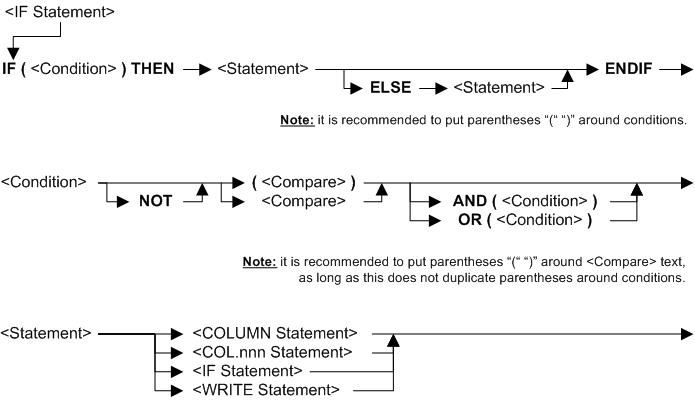 <IF Statement>
IF ( <Condition> ) THEN <Statement> ENDIF
ELSE <Statement>
Note: it is recommended to put parentheses “(“ “)” around conditions.
<Condition> ( <Compare> )
NOT <Compare> AND ( <Condition> )
OR ( <Condition> )
Note: it is recommended to put parentheses “(“ “)” around <Compare> text,
as long as this does not duplicate parentheses around conditions.
<Statement> <COLUMN Statement>
<COL.nnn Statement>
<IF Statement>
<WRITE Statement>